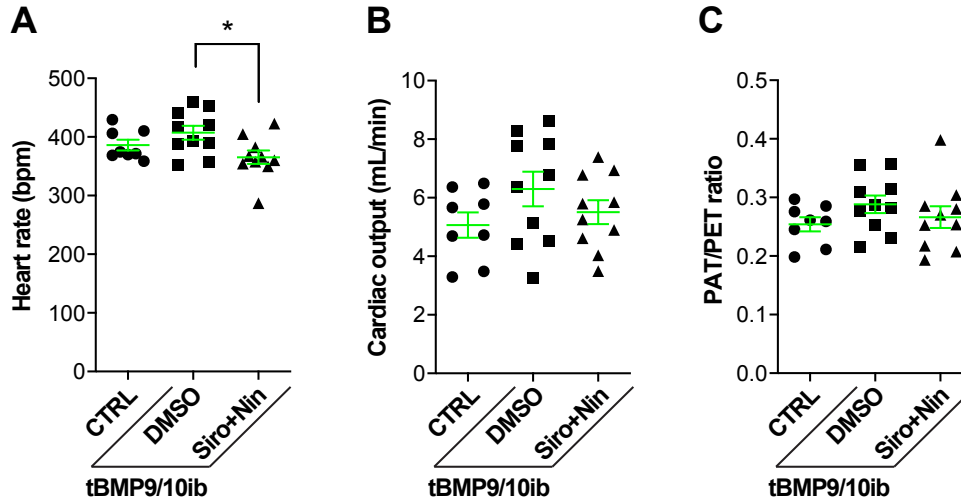 A
*
Heart rate (bpm)
500
400
300
200
100
0
CTRL
DMSO
Siro+Nin
tBMP9/10ib
B
Cardiac output (mL/min)
10
8
6
4
2
0
CTRL
DMSO
Siro+Nin
tBMP9/10ib
C
PAT/PET ratio
0.5
0.4
0.3
0.2
0.1
0.0
CTRL
DMSO
Siro+Nin
tBMP9/10ib